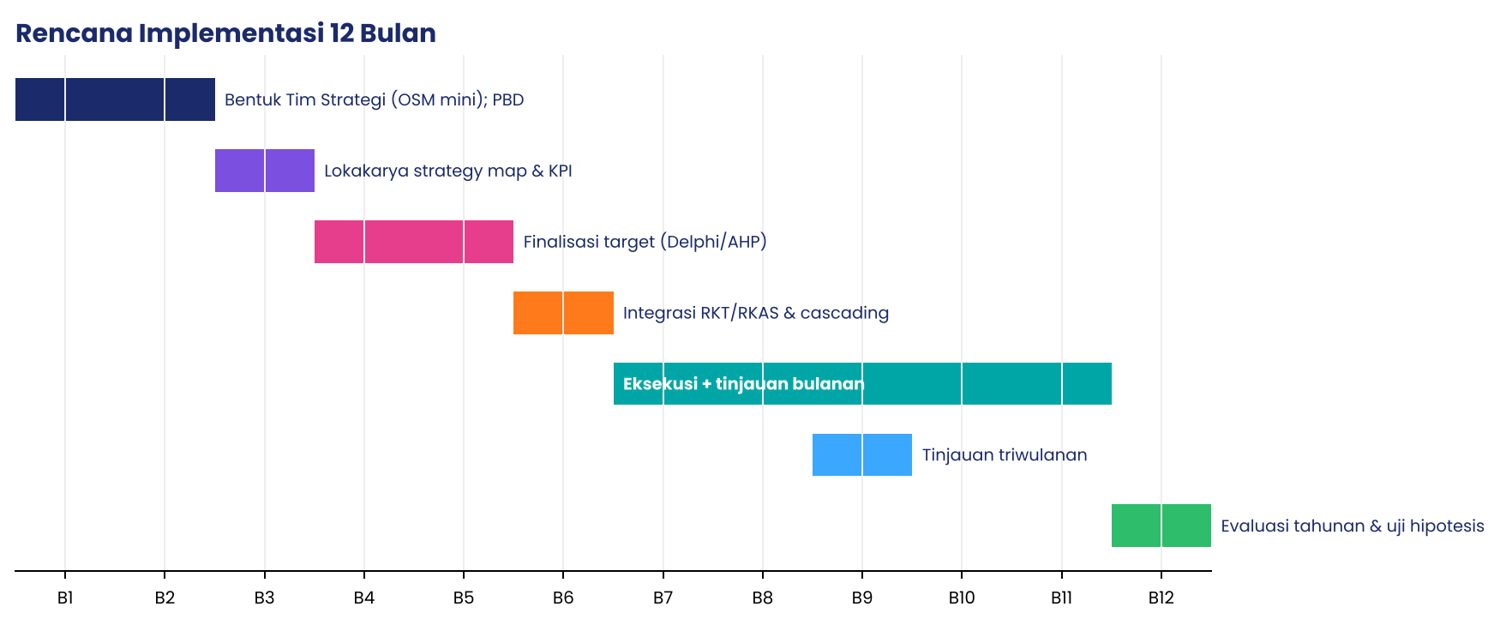 Rencana Implementasi 12 Bulan
Bentuk Tim Strategi (OSM mini); PBD
Lokakarya strategy map & KPI
Finalisasi target (Delphi/AHP)
Integrasi RKT/RKAS & cascading
Eksekusi + tinjauan bulanan
Tinjauan triwulanan
Evaluasi tahunan & uji hipotesis
B1 B2 B3 B4 B5 B6 B7 B8 B9 B10 B11 B12